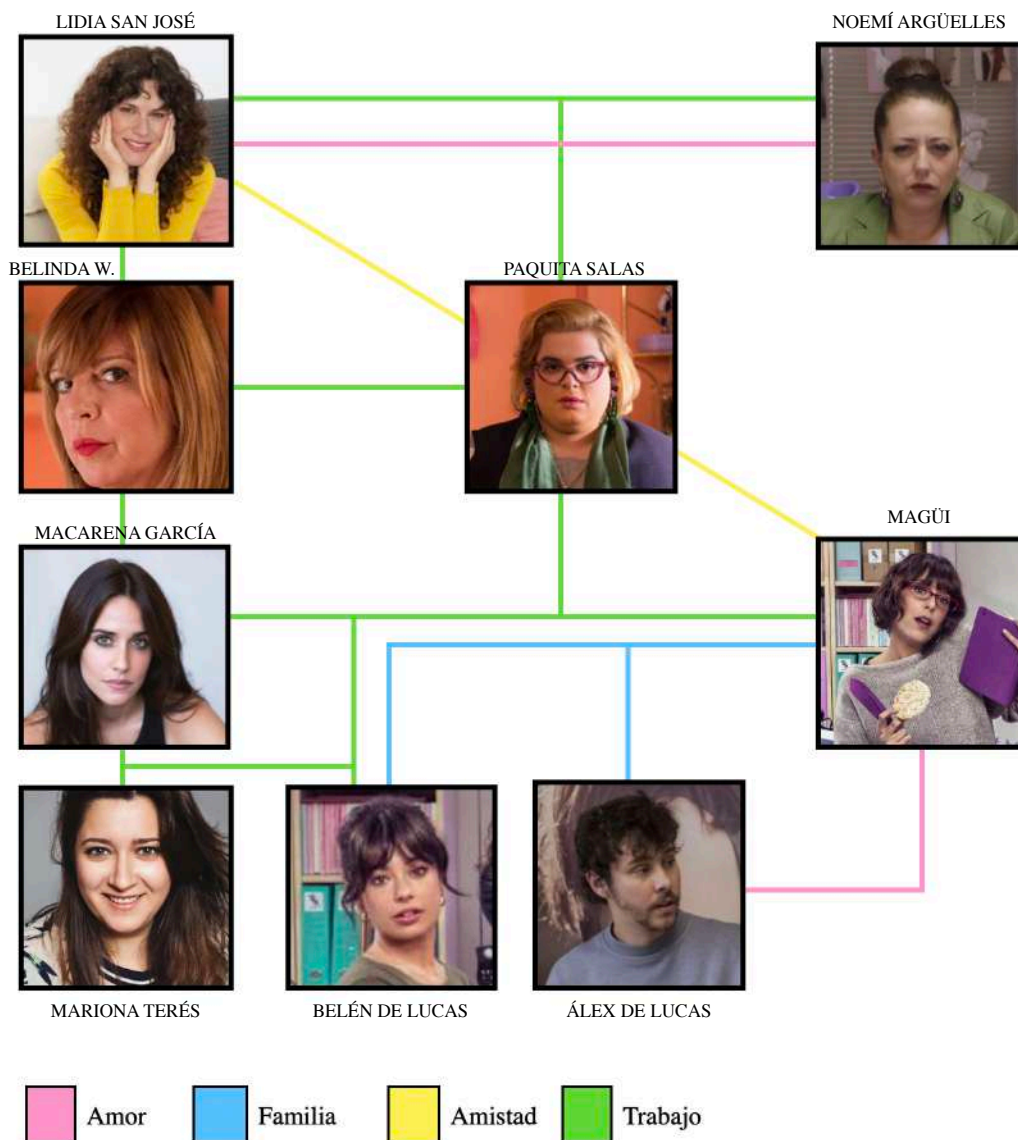 LIDIA SAN JOSÉ
NOEMÍ ARGÜELLES
BELINDA W.
PAQUITA SALAS
MACARENA GARCÍA
MAGÜI
MARIONA TERÉS
BELÉN DE LUCAS
ÁLEX DE LUCAS
Amor
Familia
Amistad
Trabajo